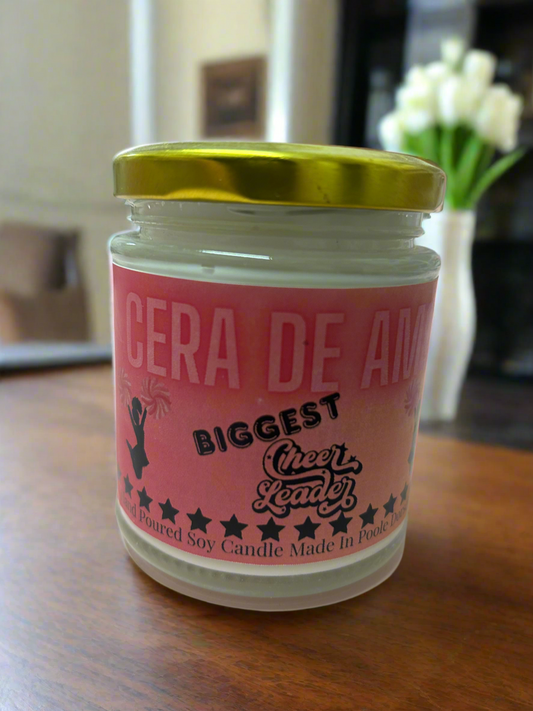 CERA DE AM
BIGGEST
Cheer
Leader
Poured Soy Candle Made In Poole